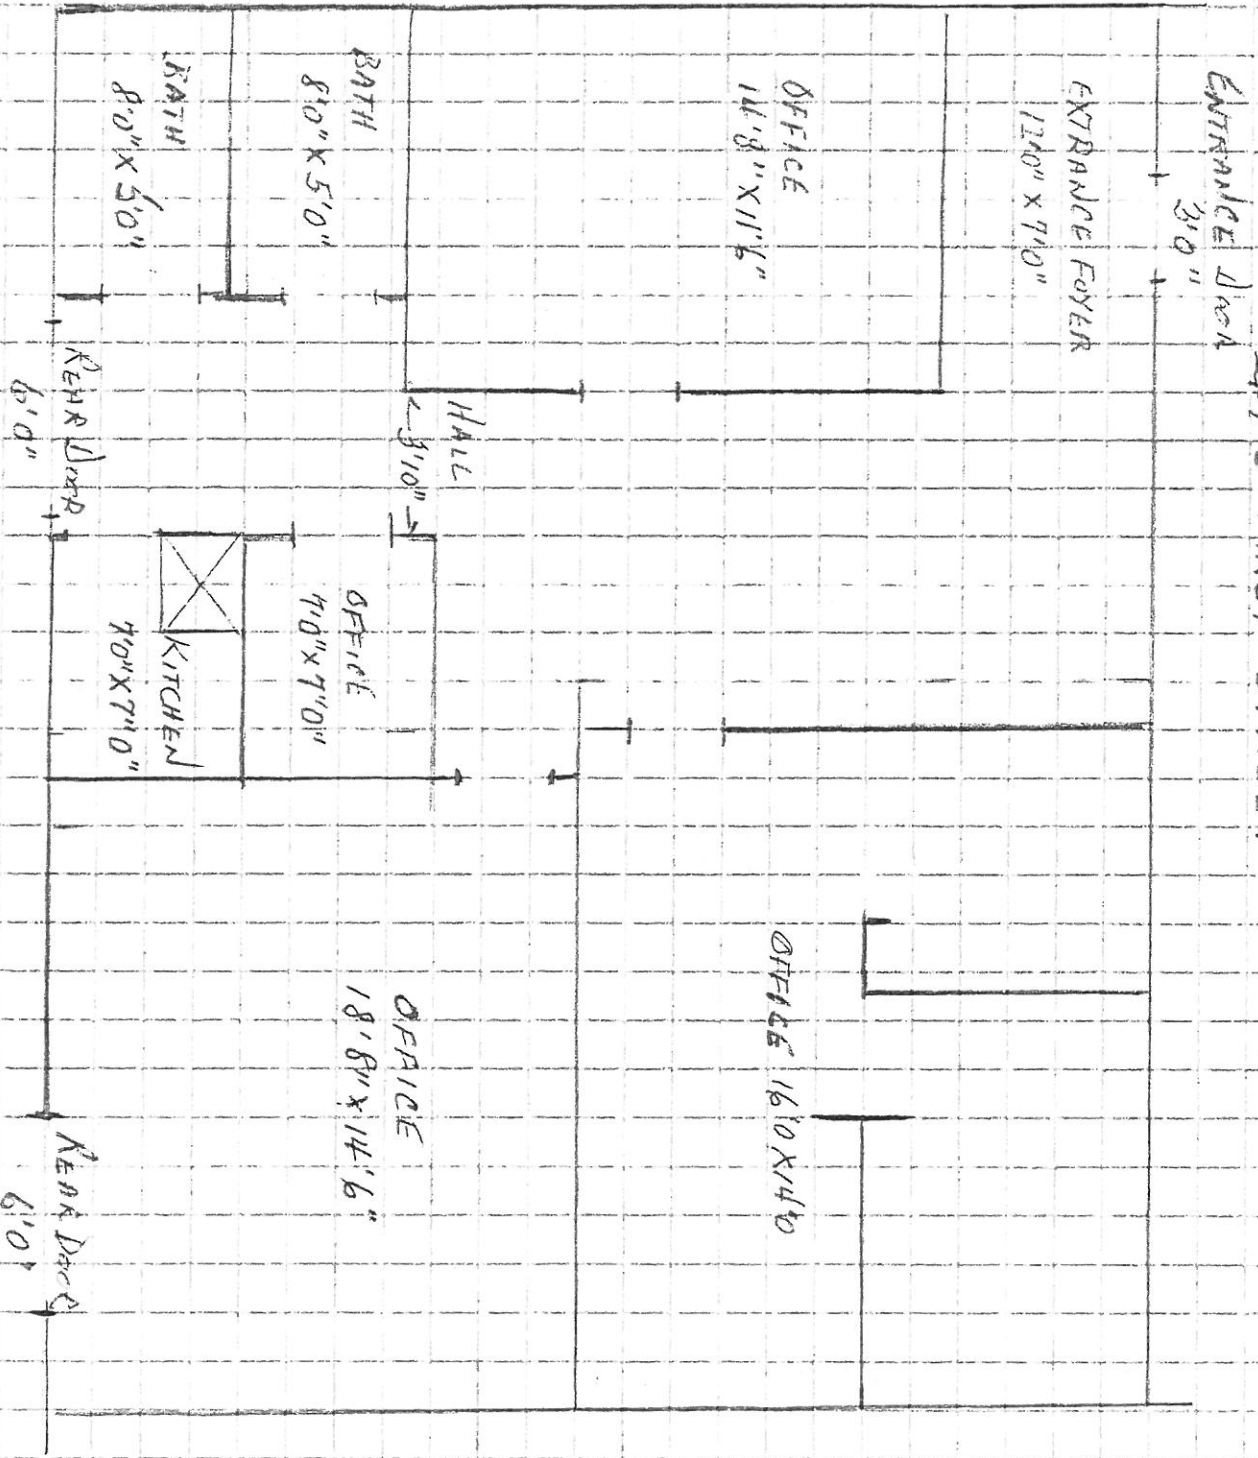 ENTRANCE DOOR
3'0"
EXTRANCE FOYER
12'0" X 7'0"
OFFICE
14'8" X 11'6"
BATH
8'0" X 5'0"
BATH
8'0" X 5'0"
HALL
3'10"
REAR DOOR
6'0"
OFFICE
7'0" X 7'0"
KITCHEN
7'0" X 7'0"
OFFICE 16'0 X 14'0
OFFICE
18'8" X 14'6"
REAR DOOR
6'0"